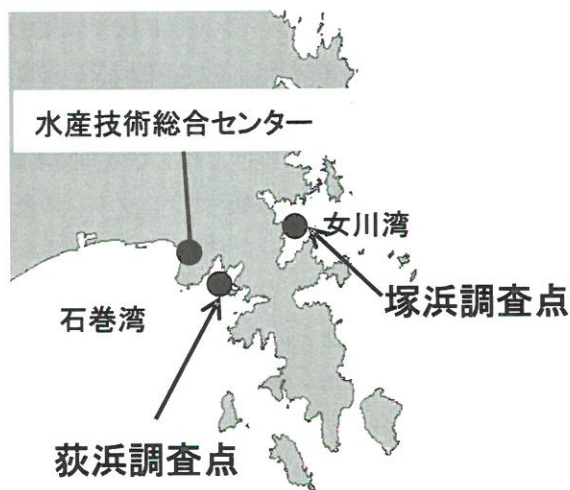 水産技術総合センター
女川湾
塚浜調査点
石巻湾
荻浜調査点